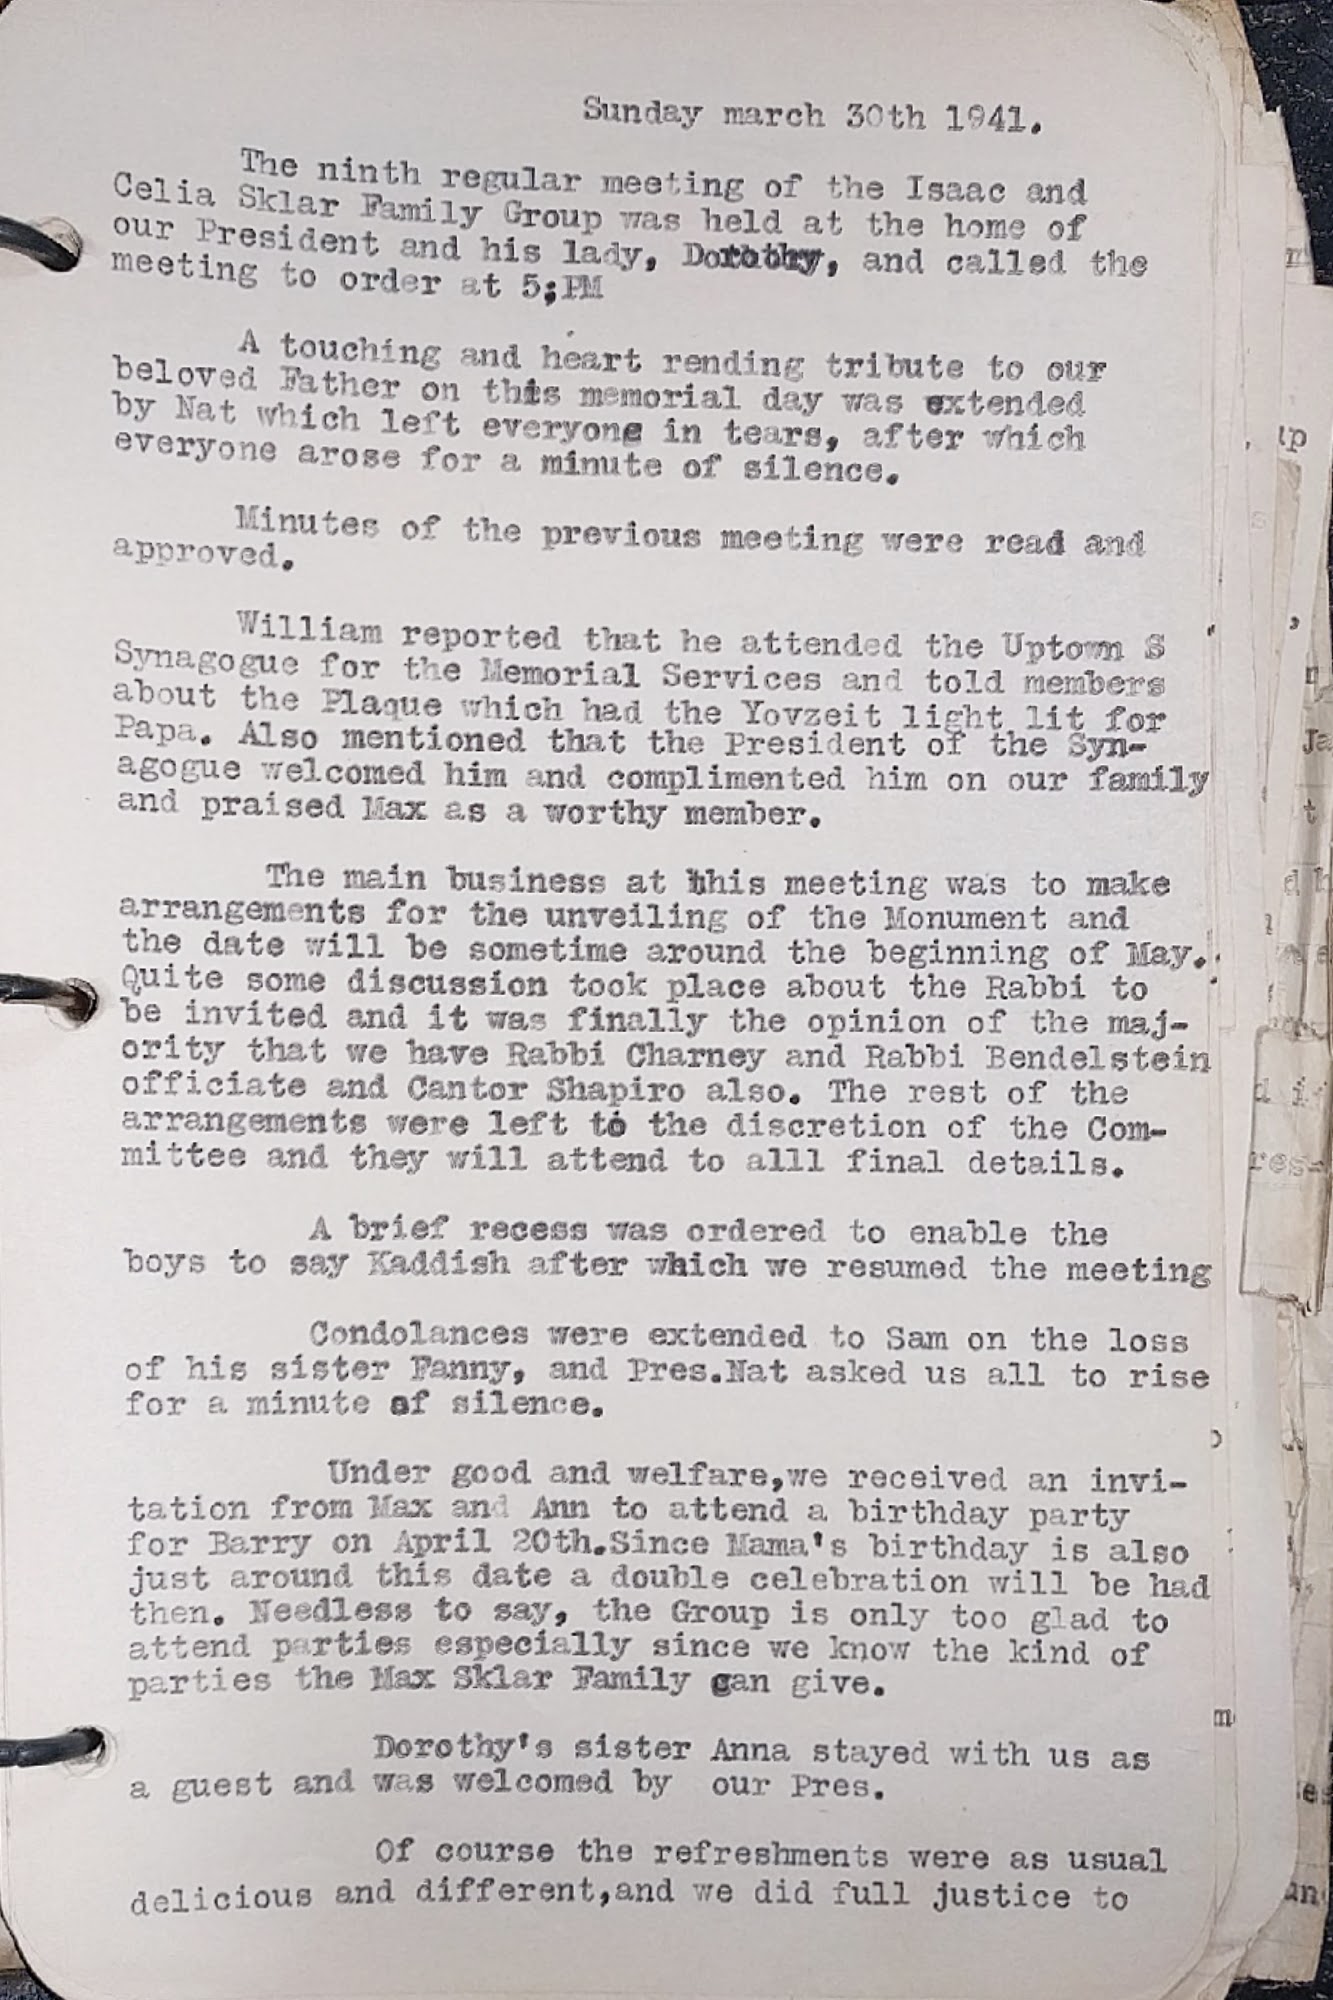 Sunday march 30th 1941.
The ninth regular meeting of the Isaac and
Celia Sklar Family Group was held at the home of
our President and his lady, Dorothy, and called the
meeting to order at 5;PM
A touching and heart rending tribute to our
beloved Father on this memorial day was extended
by Nat which left everyone in tears, after which
everyone arose for a minute of silence.
Minutes of the previous meeting were read and
approved.
William reported that he attended the Uptown S
Synagogue for the Memorial Services and told members
about the Plaque which had the Yovzeit light lit for
Papa. Also mentioned that the President of the Syn-
agogue welcomed him and complimented him on our family
and praised Max as a worthy member.
The main business at this meeting was to make
arrangements for the unveiling of the Monument and
the date will be sometime around the beginning of May.
Quite some discussion took place about the Rabbi to
be invited and it was finally the opinion of the maj-
ority that we have Rabbi Charney and Rabbi Bendelstein
officiate and Cantor Shapiro also. The rest of the
arrangements were left to the discretion of the Com-
mittee and they will attend to alll final details.
A brief recess was ordered to enable the
boys to say Kaddish after which we resumed the meeting
Condolances were extended to Sam on the loss
of his sister Fanny, and Pres.Nat asked us all to rise
for a minute of silence.
Under good and welfare,we received an invi-
tation from Max and Ann to attend a birthday party
for Barry on April 20th.Since Mama's birthday is also
just around this date a double celebration will be had
then. Needless to say, the Group is only too glad to
attend parties especially since we know the kind of
parties the Max Sklar Family can give.
Dorothy's sister Anna stayed with us as
a guest and was welcomed by our Pres.
Of course the refreshments were as usual
delicious and different,and we did full justice to